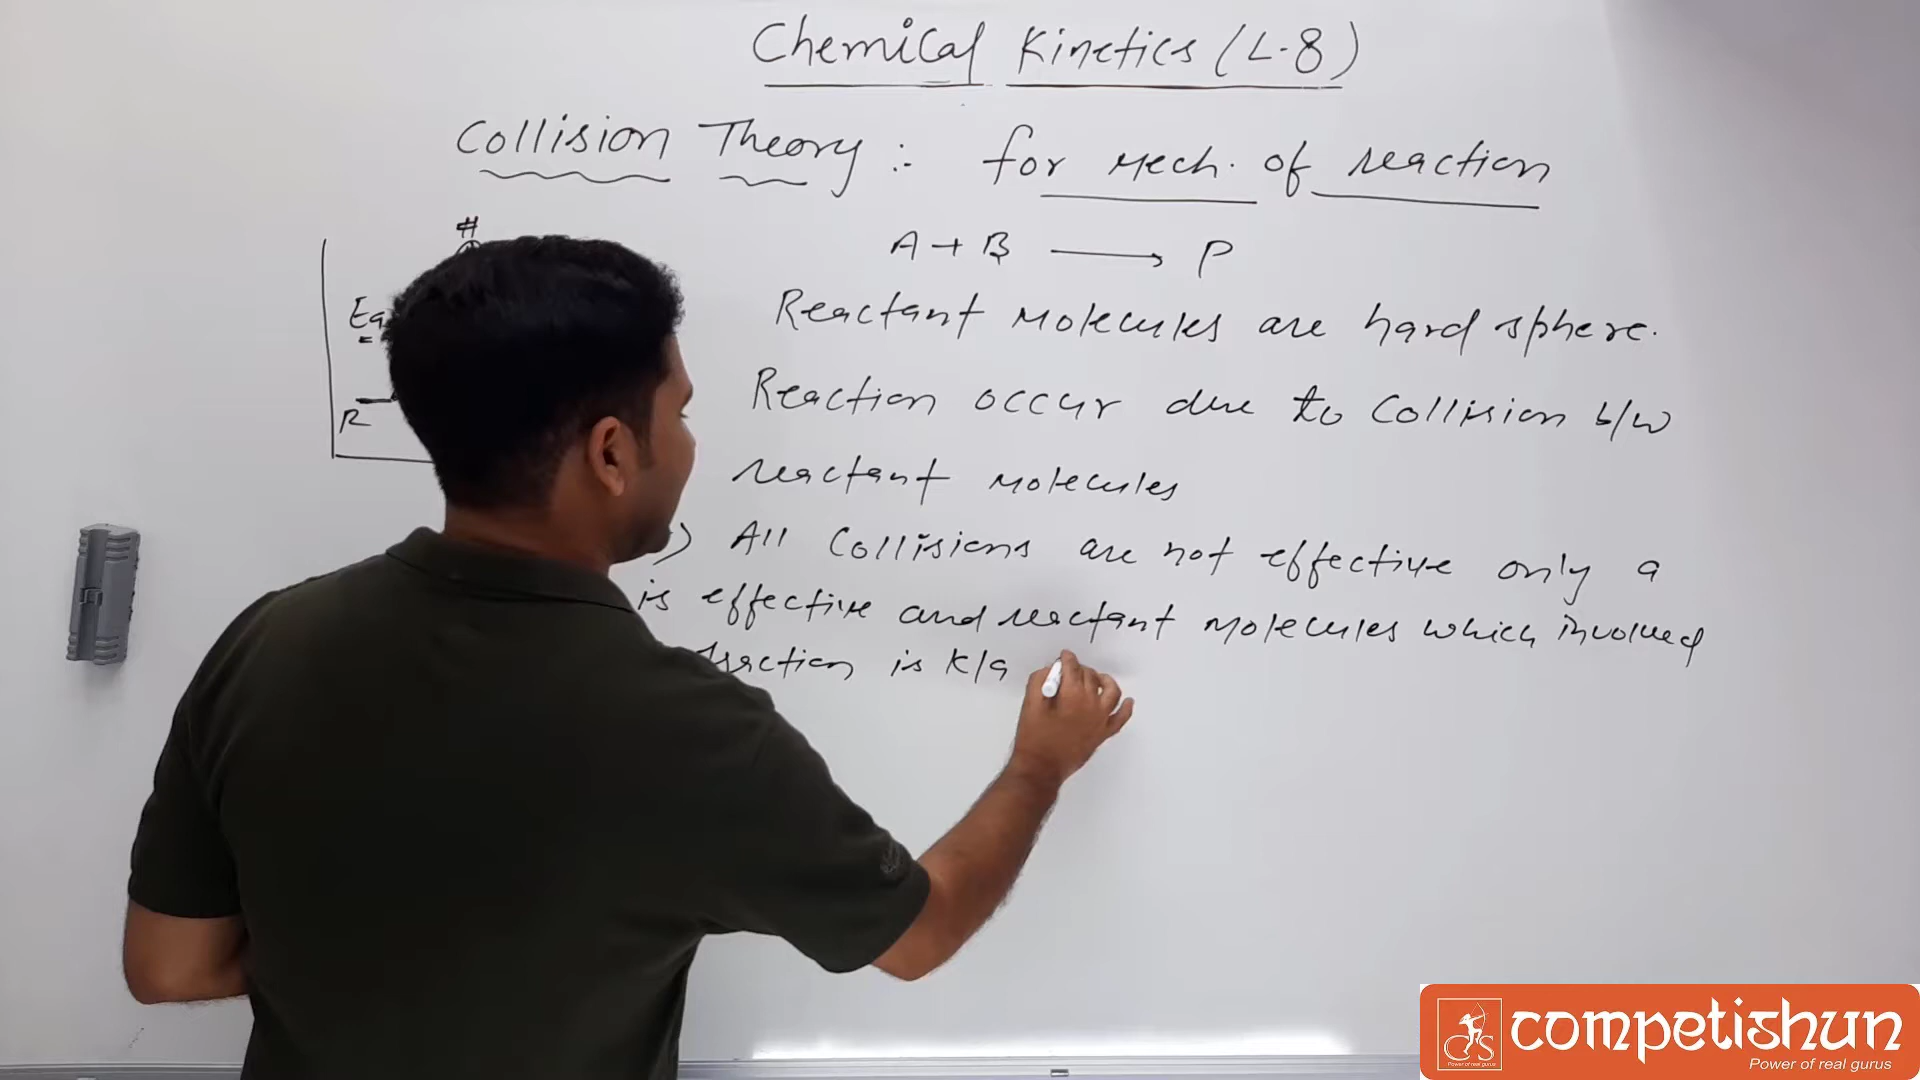 Chemical Kinetics (L-8)
Collision Theory :- for Mech. of reaction
#
A + B ⟶ P
Ea
Reactant Molecules are hard sphere.
Reaction occur due to Collision b/w
R
reactant Molecules
) All Collisions are not effective only a
is effective and reactant Molecules which involved
is K/a
competishun
Power of real gurus